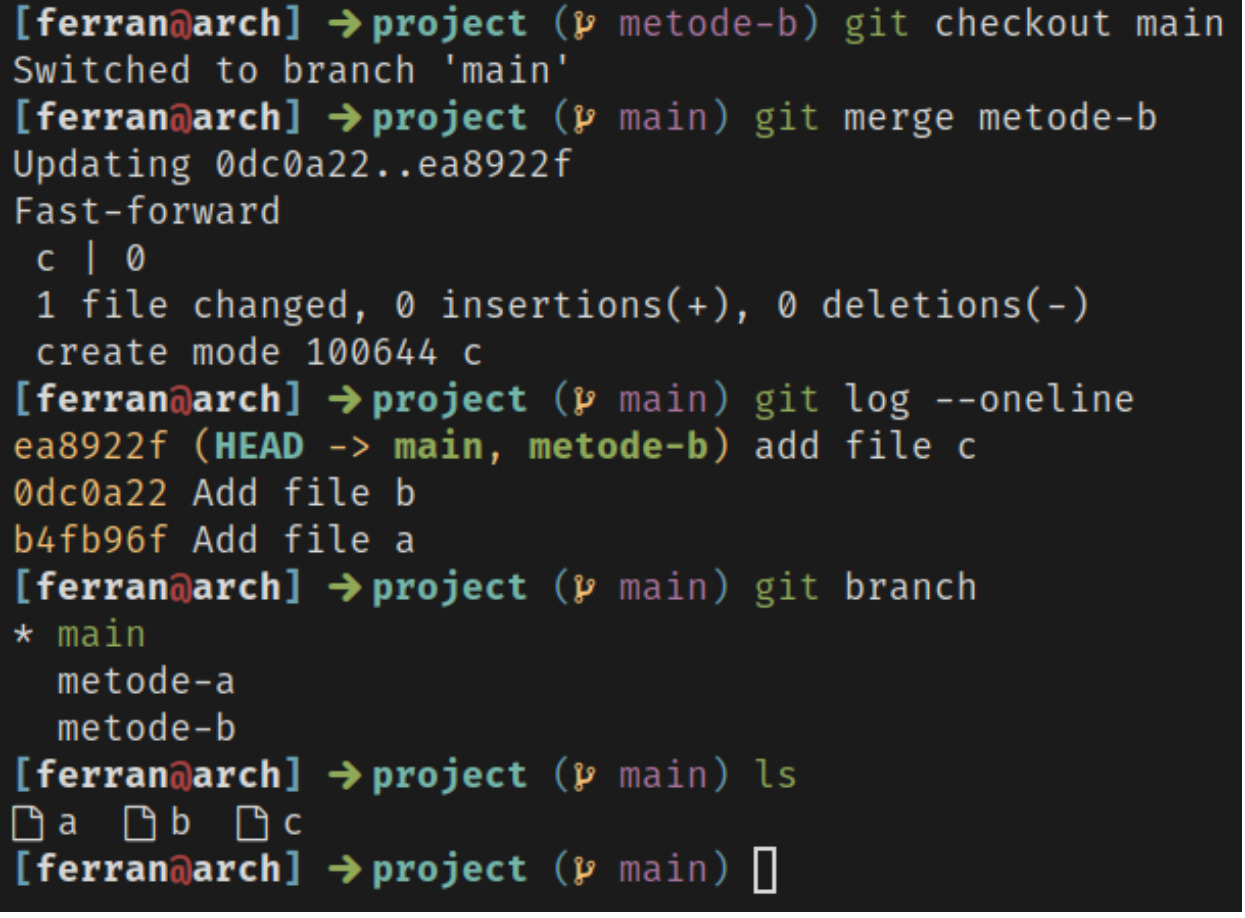 [ferran@arch] → project ( metode-b) git checkout main
Switched to branch 'main'
[ferran@arch] → project ( main) git merge metode-b
Updating 0dc0a22..ea8922f
Fast-forward
 c | 0
 1 file changed, 0 insertions(+), 0 deletions(-)
 create mode 100644 c
[ferran@arch] → project ( main) git log --oneline
ea8922f (HEAD -> main, metode-b) add file c
0dc0a22 Add file b
b4fb96f Add file a
[ferran@arch] → project ( main) git branch
* main
  metode-a
  metode-b
[ferran@arch] → project ( main) ls
a b c
[ferran@arch] → project ( main)